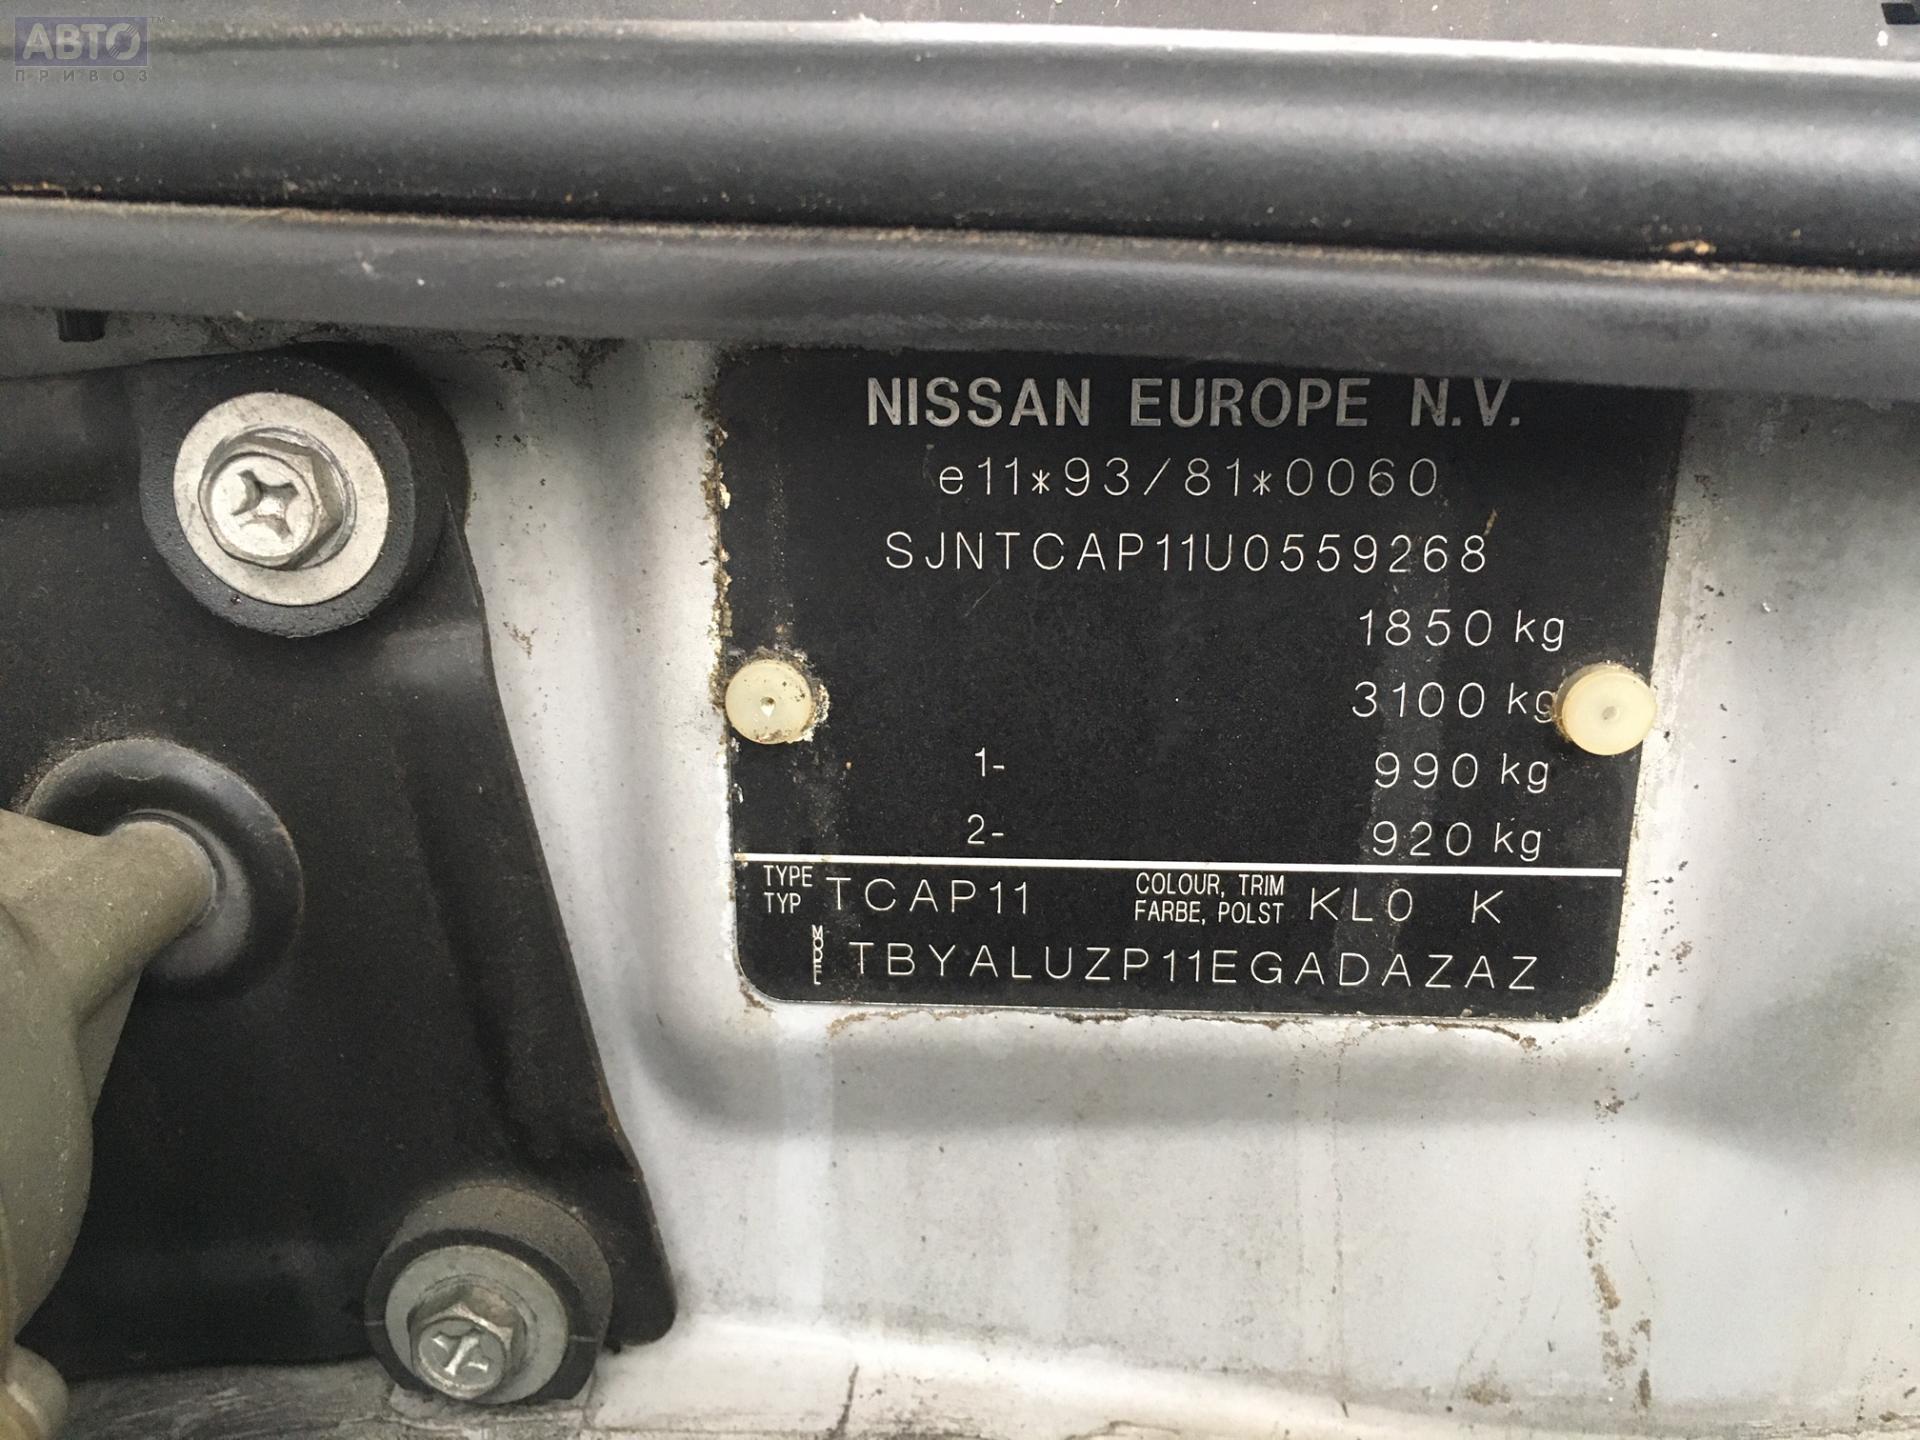 АВТО
ПРИВОЗ
NISSAN EUROPE N.V.
e11*93/81*0060
SJNTCAP11U0559268
1850 kg
3100 kg
1- 990 kg
2- 920 kg
TYPE
TYP
TCAP11
COLOUR, TRIM
FARBE, POLST
KL0 K
MODEL
TBYALUZP11EGADAZAZ